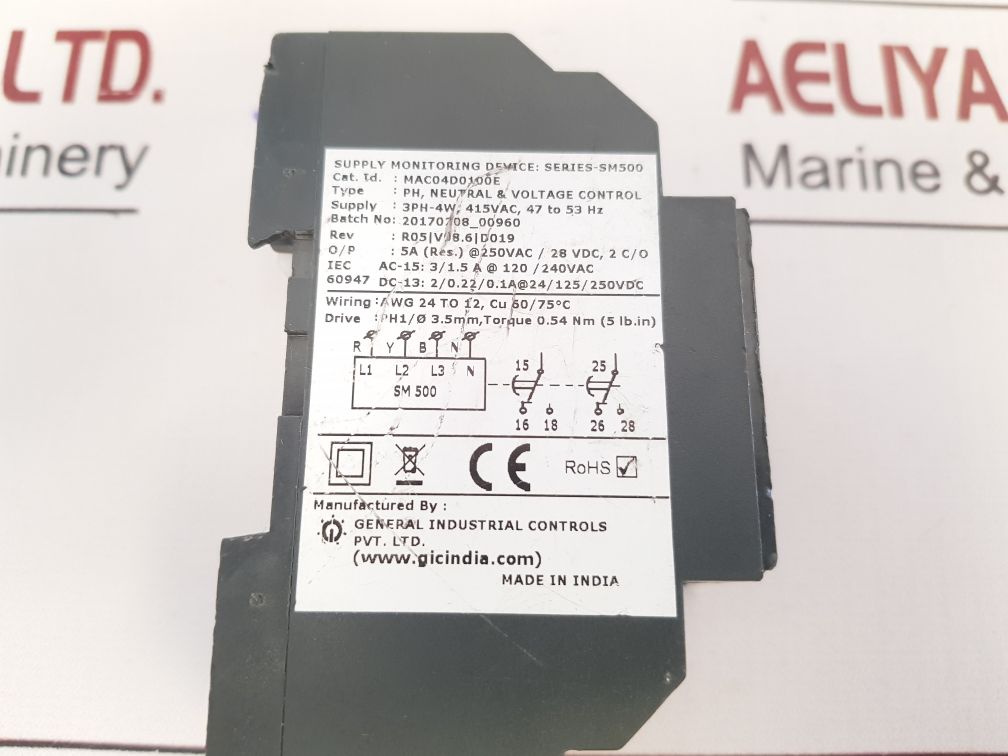 LTD.
AELIYA
hinery
Marine &
SUPPLY MONITORING DEVICE: SERIES-SM500
Cat. Id. : MAC04D0100E
Type : PH, NEUTRAL & VOLTAGE CONTROL
Supply : 3PH-4W, 415VAC, 47 to 53 Hz
Batch No: 20170208_00960
Rev : R05|V08.6|D019
O/P : 5A (Res.) @250VAC / 28 VDC, 2 C/O
IEC AC-15: 3/1.5 A @ 120 /240VAC
60947 DC-13: 2/0.22/0.1A@24/125/250VDC
Wiring :AWG 24 TO 12, Cu 60/75°C
Drive :PH1/Ø 3.5mm,Torque 0.54 Nm (5 lb.in)
R Y B N
L1 L2 L3 N
SM 500
15 25
16 18 26 28
CE RoHS
Manufactured By :
GENERAL INDUSTRIAL CONTROLS
PVT. LTD.
(www.gicindia.com)
MADE IN INDIA